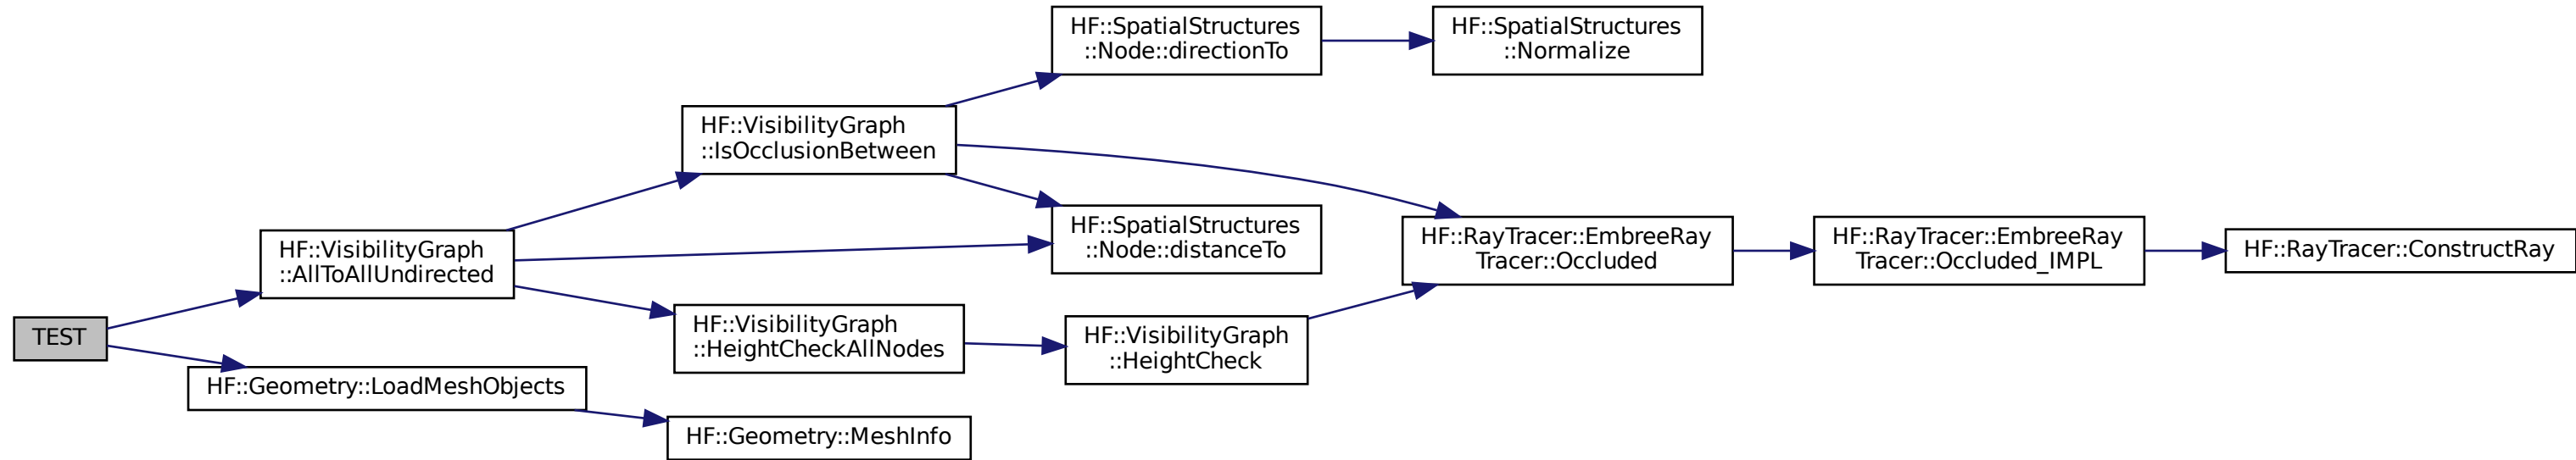 TEST
HF::VisibilityGraph
::AllToAllUndirected
HF::VisibilityGraph
::IsOcclusionBetween
HF::SpatialStructures
::Node::directionTo
HF::SpatialStructures
::Normalize
HF::SpatialStructures
::Node::distanceTo
HF::RayTracer::EmbreeRay
Tracer::Occluded
HF::RayTracer::EmbreeRay
Tracer::Occluded_IMPL
HF::RayTracer::ConstructRay
HF::VisibilityGraph
::HeightCheckAllNodes
HF::VisibilityGraph
::HeightCheck
HF::Geometry::LoadMeshObjects
HF::Geometry::MeshInfo